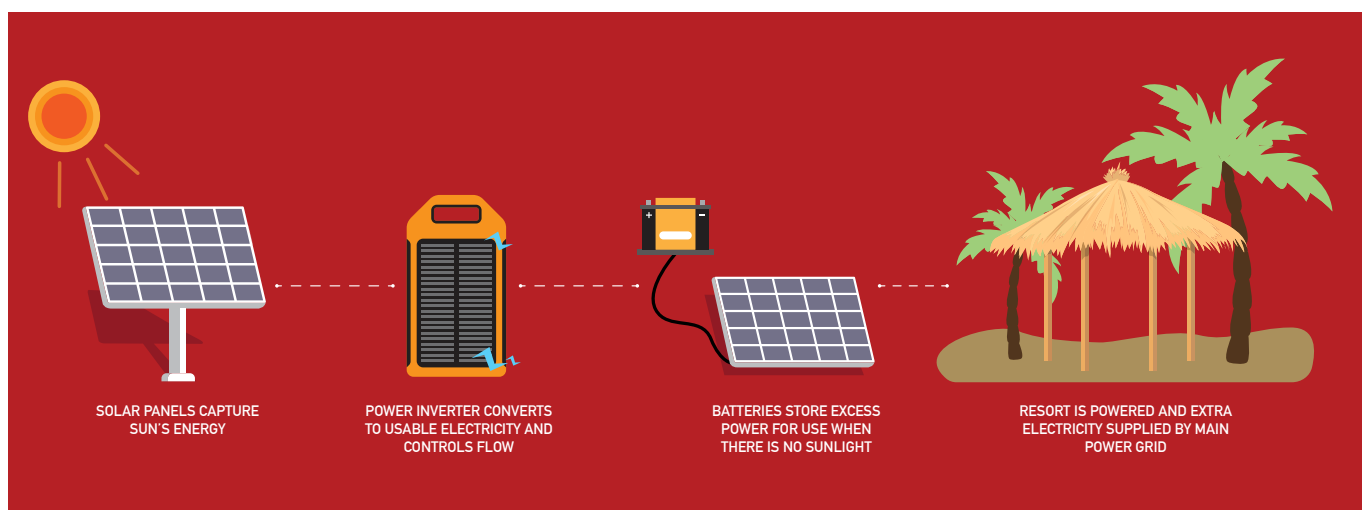 SOLAR PANELS CAPTURE
SUN'S ENERGY
POWER INVERTER CONVERTS
TO USABLE ELECTRICITY AND
CONTROLS FLOW
+ –
BATTERIES STORE EXCESS
POWER FOR USE WHEN
THERE IS NO SUNLIGHT
RESORT IS POWERED AND EXTRA
ELECTRICITY SUPPLIED BY MAIN
POWER GRID